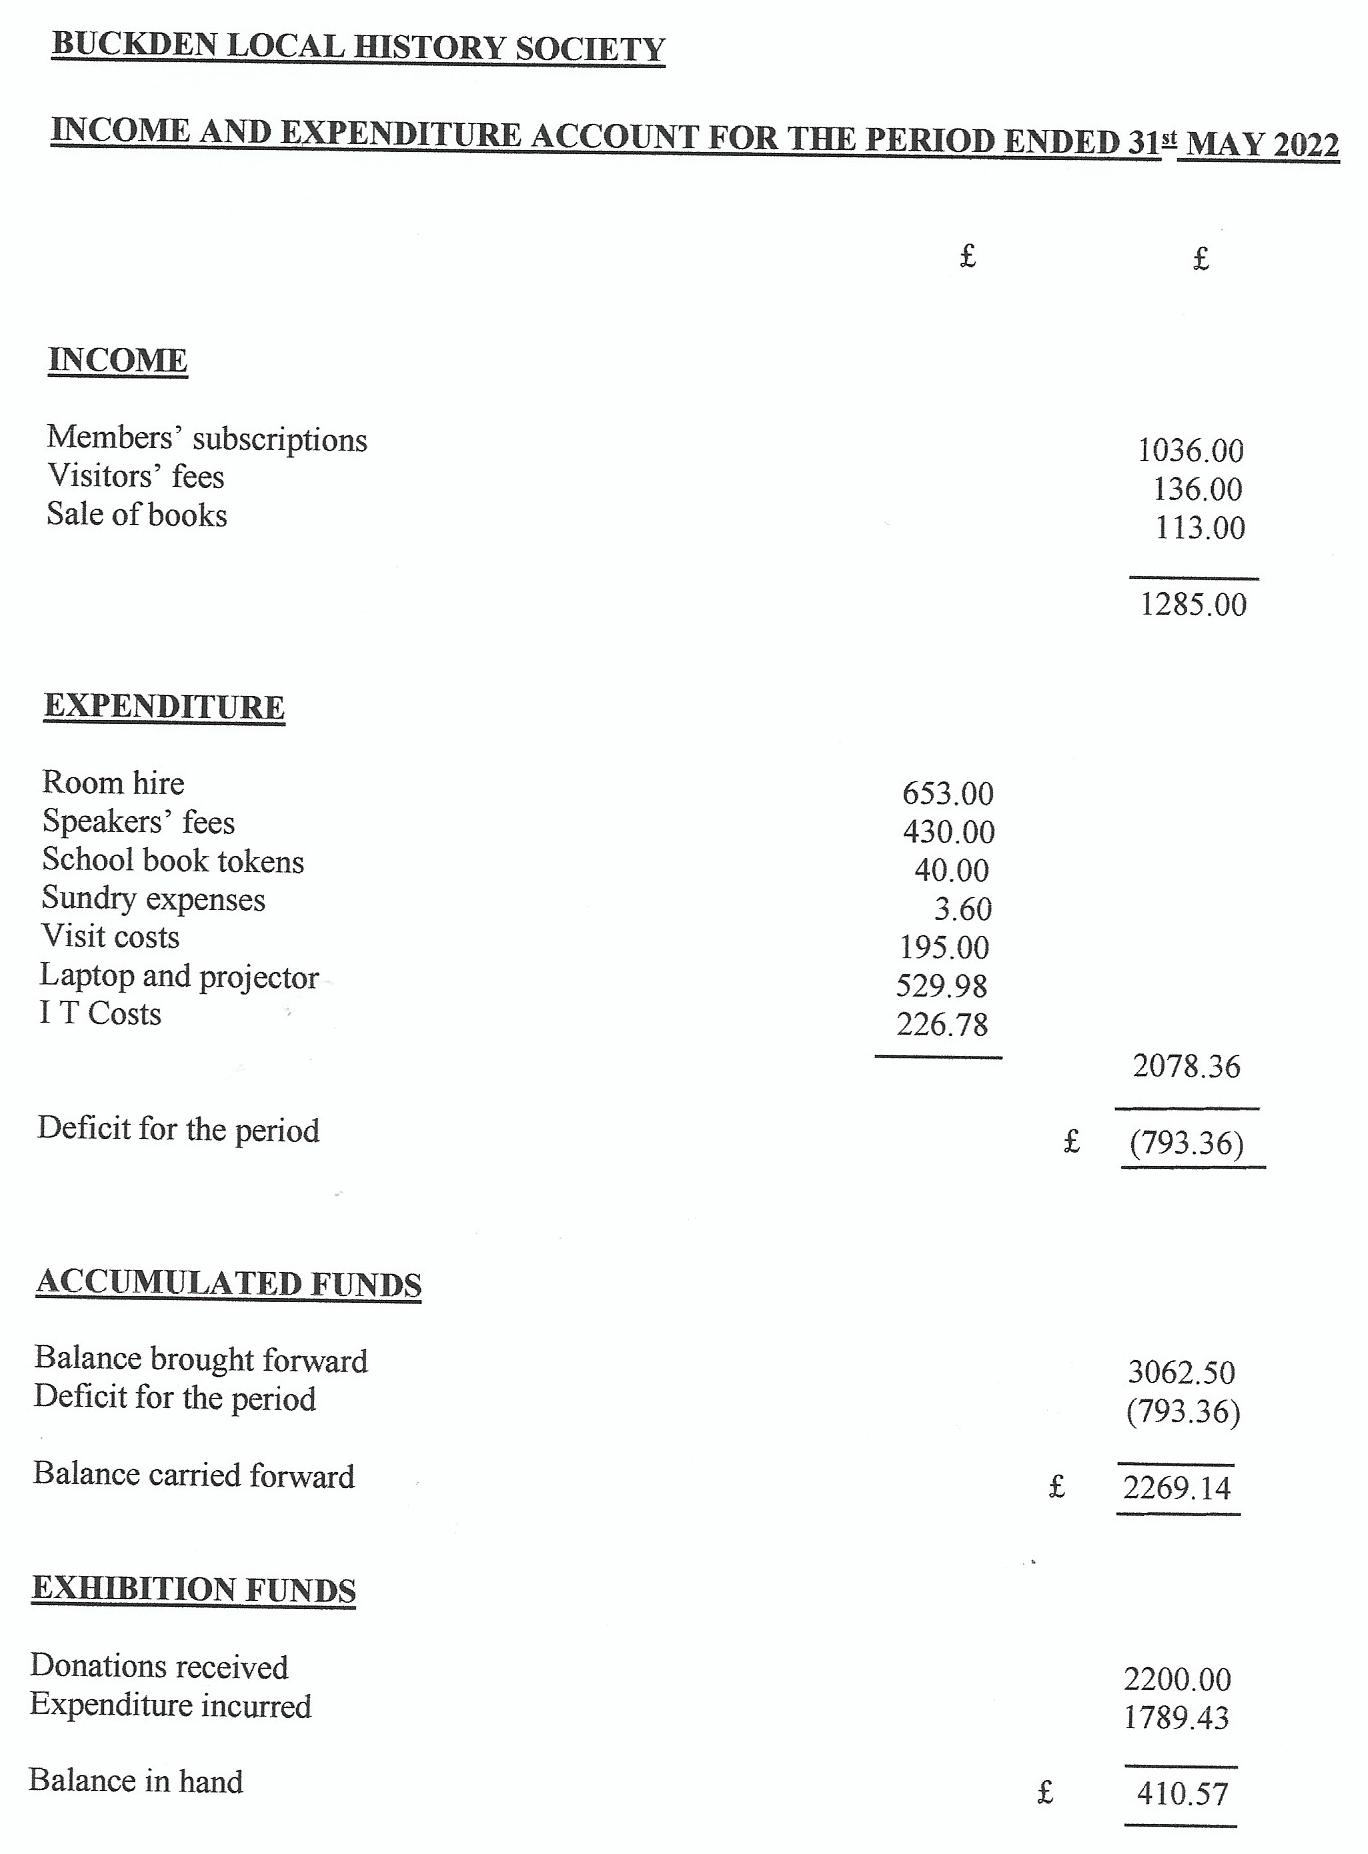 BUCKDEN LOCAL HISTORY SOCIETY
INCOME AND EXPENDITURE ACCOUNT FOR THE PERIOD ENDED 31st MAY 2022
£ £
INCOME
Members’ subscriptions 1036.00
Visitors’ fees 136.00
Sale of books 113.00
1285.00
EXPENDITURE
Room hire 653.00
Speakers’ fees 430.00
School book tokens 40.00
Sundry expenses 3.60
Visit costs 195.00
Laptop and projector 529.98
I T Costs 226.78
2078.36
Deficit for the period £ (793.36)
ACCUMULATED FUNDS
Balance brought forward 3062.50
Deficit for the period (793.36)
Balance carried forward £ 2269.14
EXHIBITION FUNDS
Donations received 2200.00
Expenditure incurred 1789.43
Balance in hand £ 410.57